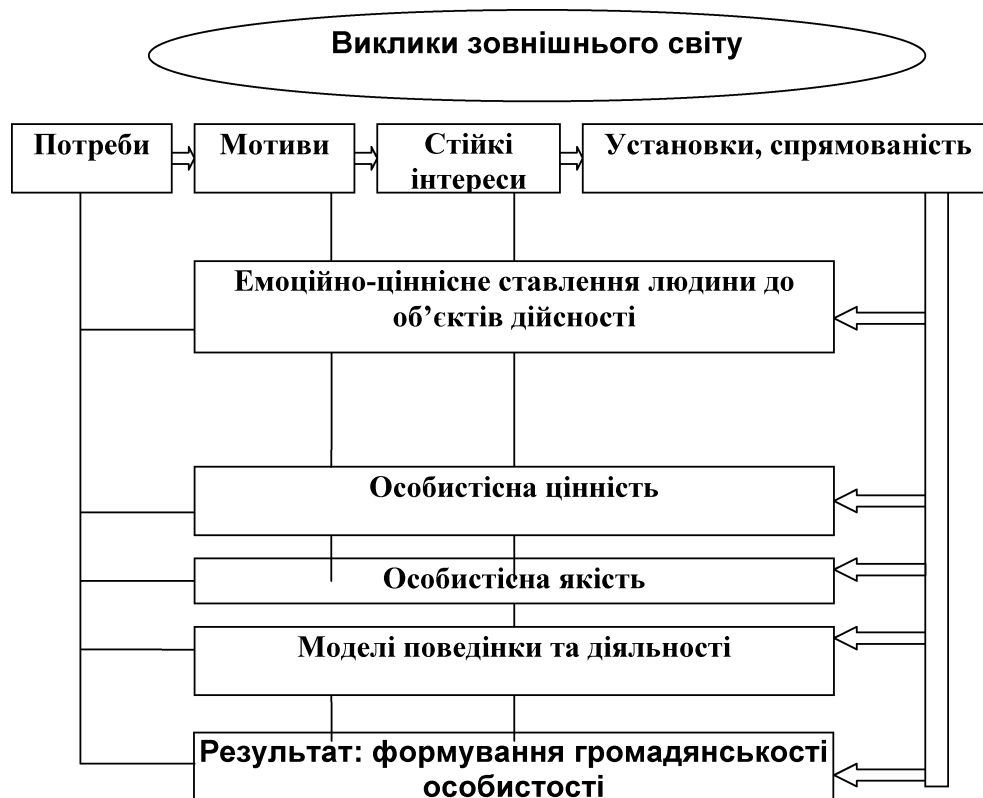 Виклики зовнішнього світу
Потреби
Мотиви
Стійкі
інтереси
Установки, спрямованість
Емоційно-ціннісне ставлення людини до
об’єктів дійсності
Особистісна цінність
Особистісна якість
Моделі поведінки та діяльності
Результат: формування громадянськості
особистості